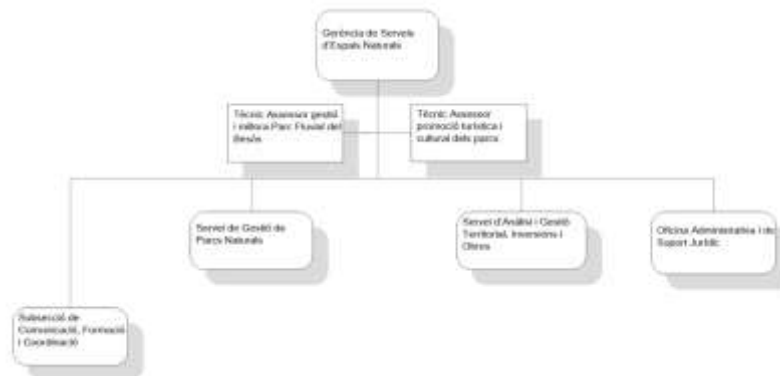 Gerència de Serveis
d'Espais Naturals
Tècnic Assessor gestió
i millora Parc Fluvial del
Besòs
Tècnic Assessor
promoció turística i
cultural dels parcs
Servei de Gestió de
Parcs Naturals
Servei d'Anàlisi i Gestió
Territorial, Inversions i
Obres
Oficina Administrativa i de
Suport Jurídic
Subsecció de
Comunicació, Formació
i Coordinació